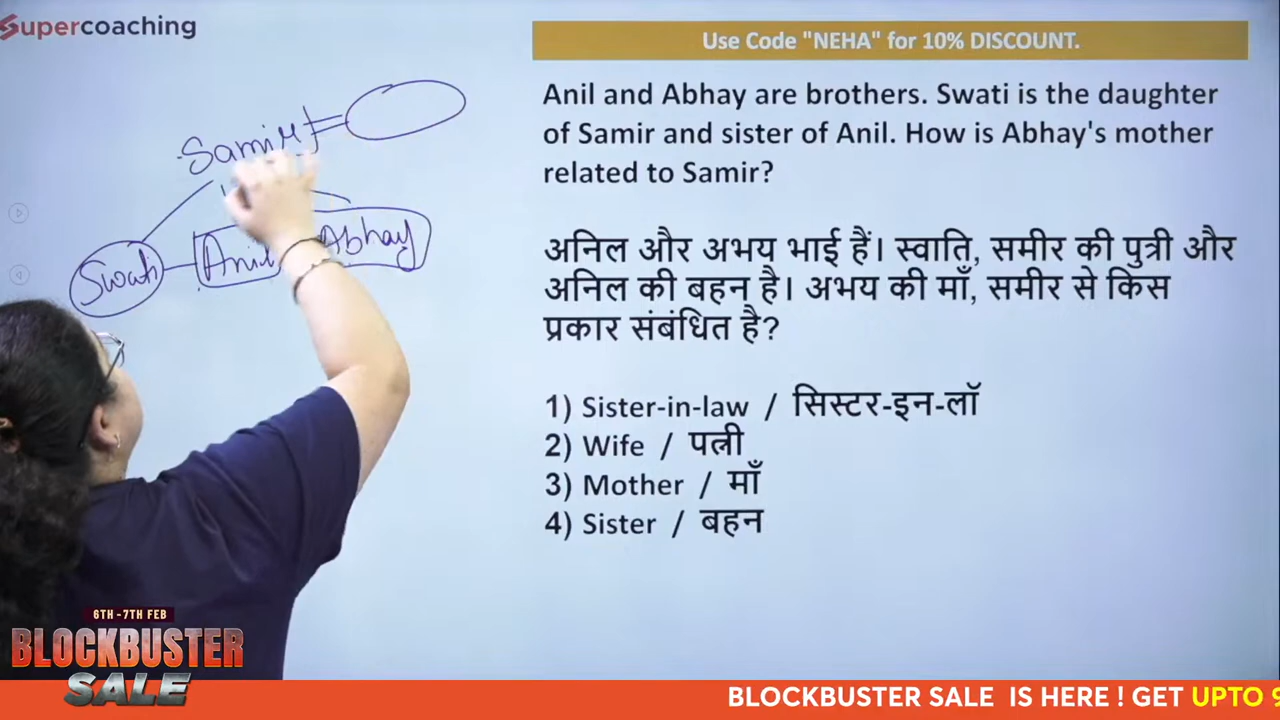 Supercoaching
Use Code "NEHA" for 10% DISCOUNT.
Anil and Abhay are brothers. Swati is the daughter
of Samir and sister of Anil. How is Abhay's mother
related to Samir?
अनिल और अभय भाई हैं। स्वाति, समीर की पुत्री और
अनिल की बहन है। अभय की माँ, समीर से किस
प्रकार संबंधित है?
1) Sister-in-law / सिस्टर-इन-लॉ
2) Wife / पत्नी
3) Mother / माँ
4) Sister / बहन
Samir
Swati Anil Abhay
6TH -7TH FEB
BLOCKBUSTER
SALE
BLOCKBUSTER SALE IS HERE ! GET UPTO 9